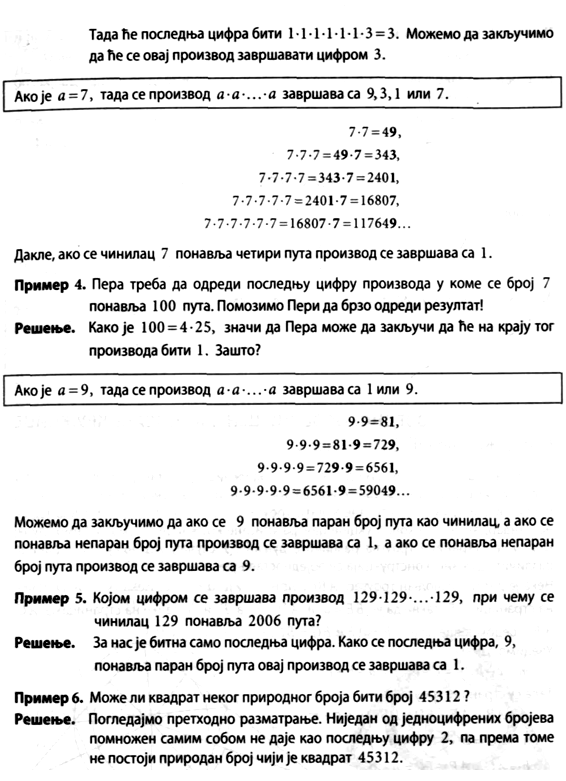 Тада ће последња цифра бити 1·1·1·1·1·1·3=3. Можемо да закључимо
да ће се овај производ завршавати цифром 3.
Ако је a=7, тада се производ a·a·...·a завршава са 9,3,1 или 7.
7·7=49,
7·7·7=49·7=343,
7·7·7·7=343·7=2401,
7·7·7·7·7=2401·7=16807,
7·7·7·7·7·7=16807·7=117649...
Дакле, ако се чинилац 7 понавља четири пута производ се завршава са 1.
Пример 4. Пера треба да одреди последњу цифру производа у коме се број 7
понавља 100 пута. Помозимо Пери да брзо одреди резултат!
Решење. Како је 100=4·25, значи да Пера може да закључи да ће на крају тог
производа бити 1. Зашто?
Ако је a=9, тада се производ a·a·...·a завршава са 1 или 9.
9·9=81,
9·9·9=81·9=729,
9·9·9·9=729·9=6561,
9·9·9·9·9=6561·9=59049...
Можемо да закључимо да ако се 9 понавља паран број пута као чинилац, а ако се
понавља непаран број пута производ се завршава са 1, а ако се понавља непаран
број пута производ се завршава са 9.
Пример 5. Којом цифром се завршава производ 129·129·...·129, при чему се
чинилац 129 понавља 2006 пута?
Решење. За нас је битна само последња цифра. Како се последња цифра, 9,
понавља паран број пута овај производ се завршава са 1.
Пример 6. Може ли квадрат неког природног броја бити број 45312?
Решење. Погледајмо претходно разматрање. Ниједан од једноцифрених бројева
помножен самим собом не даје као последњу цифру 2, па према томе
не постоји природан број чији је квадрат 45312.